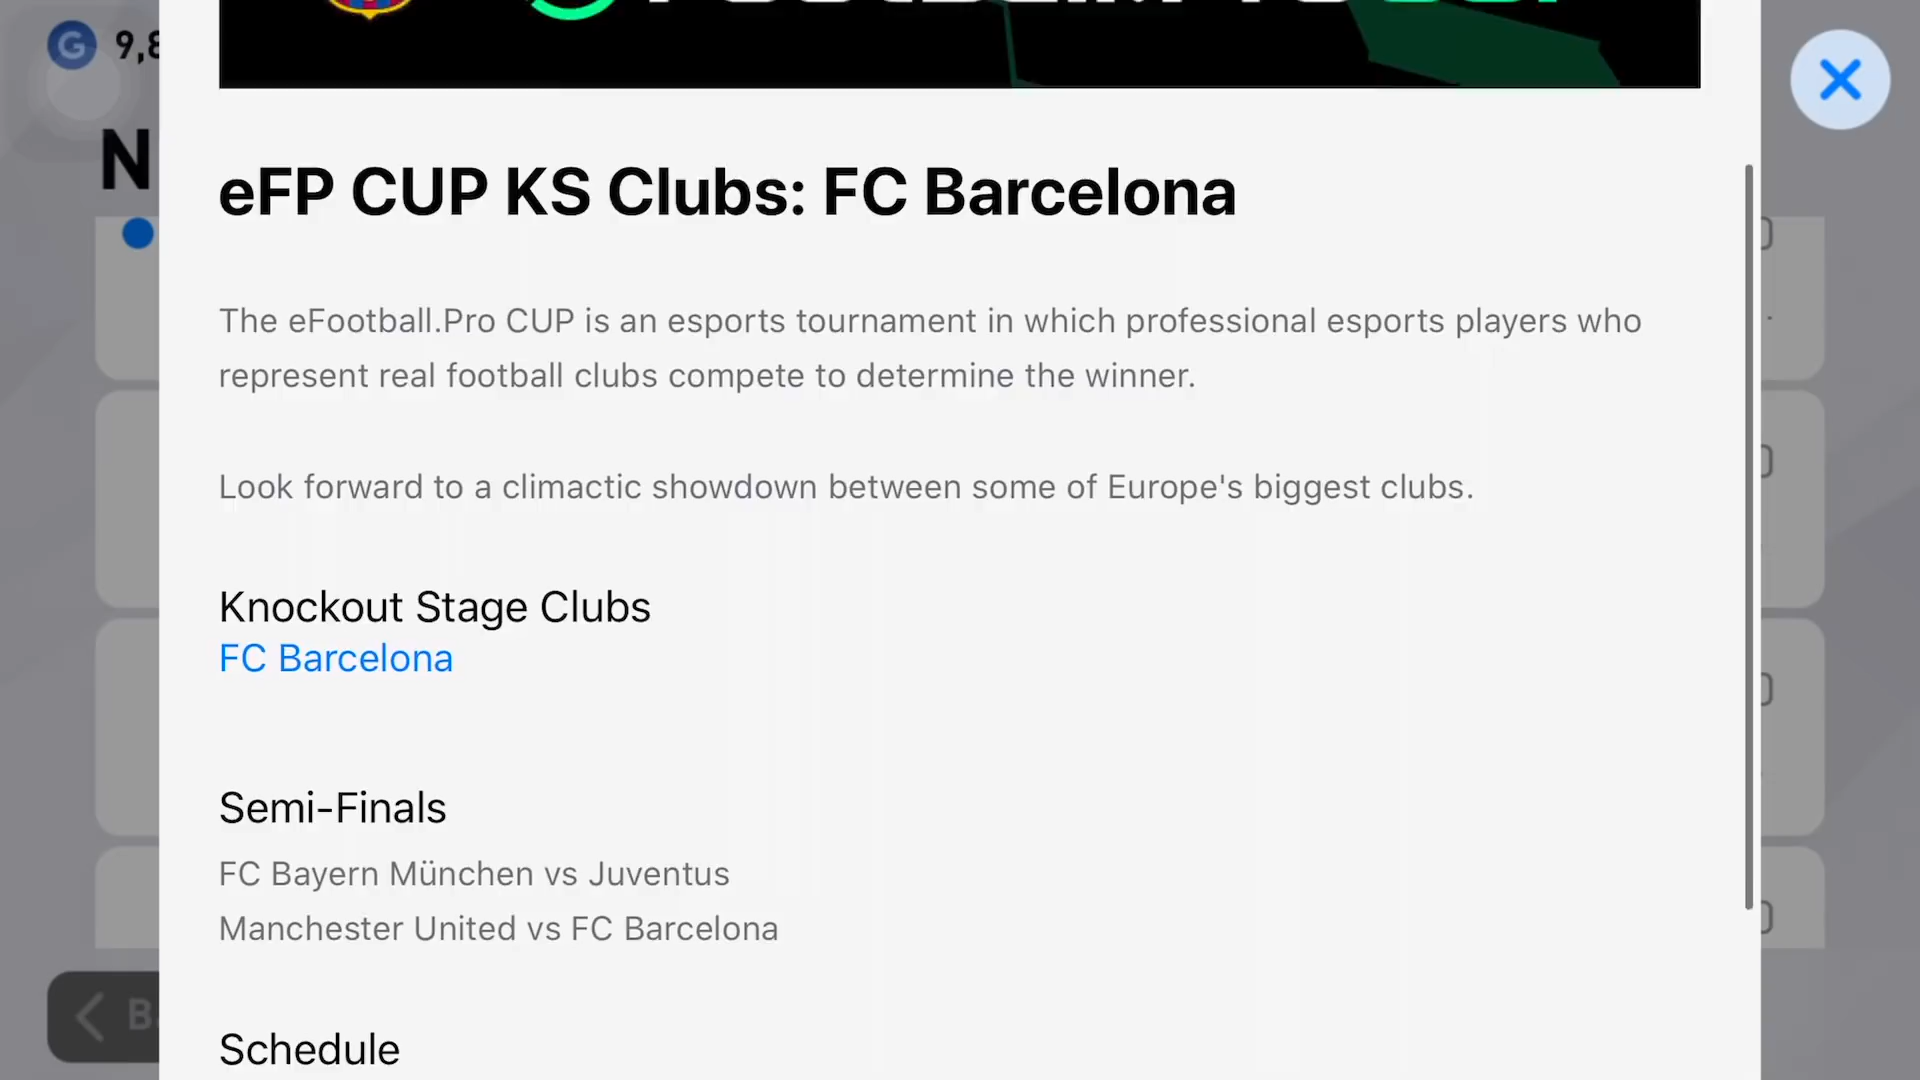 G 9,8
N
eFP CUP KS Clubs: FC Barcelona
The eFootball.Pro CUP is an esports tournament in which professional esports players who
represent real football clubs compete to determine the winner.
Look forward to a climactic showdown between some of Europe's biggest clubs.
Knockout Stage Clubs
FC Barcelona
Semi-Finals
FC Bayern München vs Juventus
Manchester United vs FC Barcelona
B
Schedule